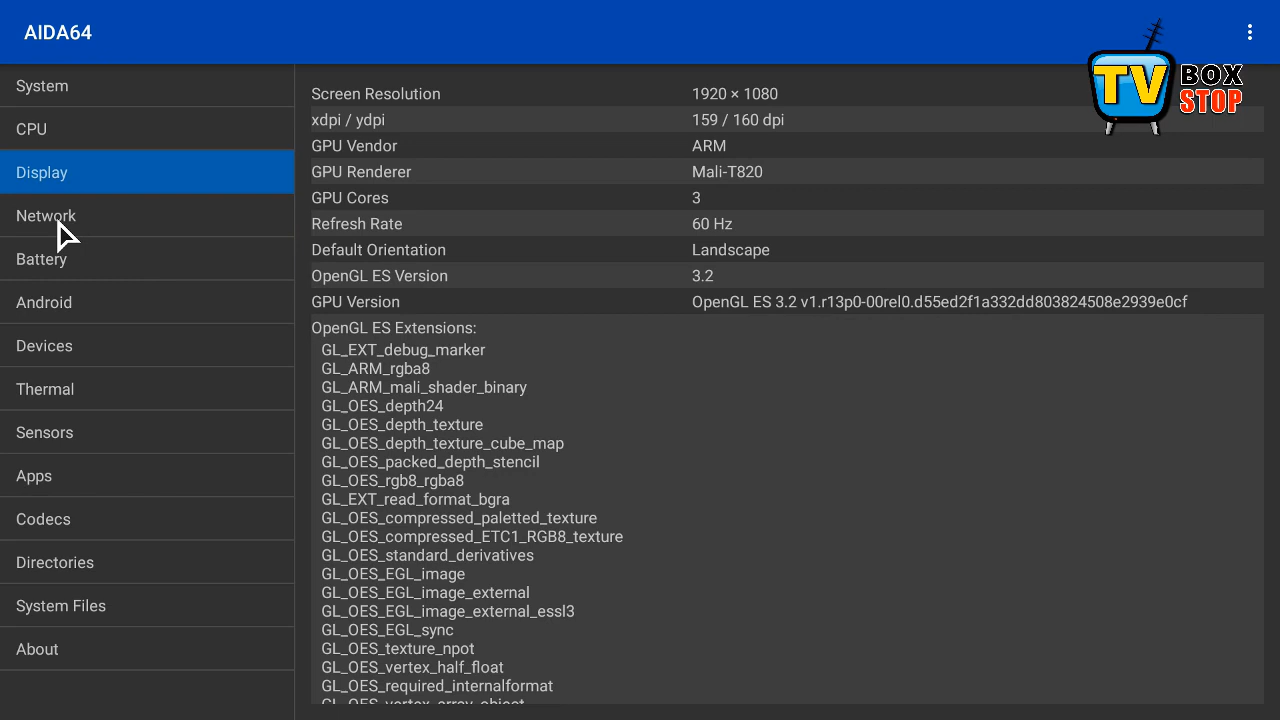 AIDA64
TV BOX
STOP
System
CPU
Display
Network
Battery
Android
Devices
Thermal
Sensors
Apps
Codecs
Directories
System Files
About
Screen Resolution 1920 × 1080
xdpi / ydpi 159 / 160 dpi
GPU Vendor ARM
GPU Renderer Mali-T820
GPU Cores 3
Refresh Rate 60 Hz
Default Orientation Landscape
OpenGL ES Version 3.2
GPU Version OpenGL ES 3.2 v1.r13p0-00rel0.d55ed2f1a332dd803824508e2939e0cf
OpenGL ES Extensions:
GL_EXT_debug_marker
GL_ARM_rgba8
GL_ARM_mali_shader_binary
GL_OES_depth24
GL_OES_depth_texture
GL_OES_depth_texture_cube_map
GL_OES_packed_depth_stencil
GL_OES_rgb8_rgba8
GL_EXT_read_format_bgra
GL_OES_compressed_paletted_texture
GL_OES_compressed_ETC1_RGB8_texture
GL_OES_standard_derivatives
GL_OES_EGL_image
GL_OES_EGL_image_external
GL_OES_EGL_image_external_essl3
GL_OES_EGL_sync
GL_OES_texture_npot
GL_OES_vertex_half_float
GL_OES_required_internalformat
GL_OES_vertex_array_object